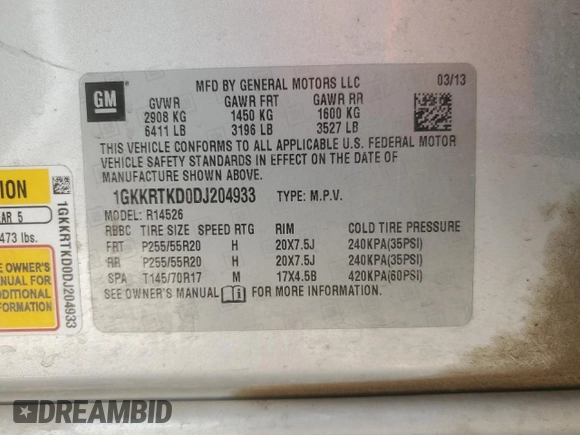 MFD BY GENERAL MOTORS LLC 03/13
GM
GVWR GAWR FRT GAWR RR
2908 KG 1450 KG 1600 KG
6411 LB 3196 LB 3527 LB
THIS VEHICLE CONFORMS TO ALL APPLICABLE U.S. FEDERAL MOTOR
VEHICLE SAFETY STANDARDS IN EFFECT ON THE DATE OF
MANUFACTURE SHOWN ABOVE.
1GKKRTKD0DJ204933 TYPE: M.P.V.
MODEL: R14526
RBBC TIRE SIZE SPEED RTG RIM COLD TIRE PRESSURE
FRT P255/55R20 H 20X7.5J 240KPA(35PSI)
RR P255/55R20 H 20X7.5J 240KPA(35PSI)
SPA T145/70R17 M 17X4.5B 420KPA(60PSI)
SEE OWNER'S MANUAL i FOR MORE INFORMATION.
ION
AR 5
473 lbs.
E OWNER'S
ANUAL FOR
DDITIONAL
FORMATION
1GKKRTKD0DJ204933
DREAMBID